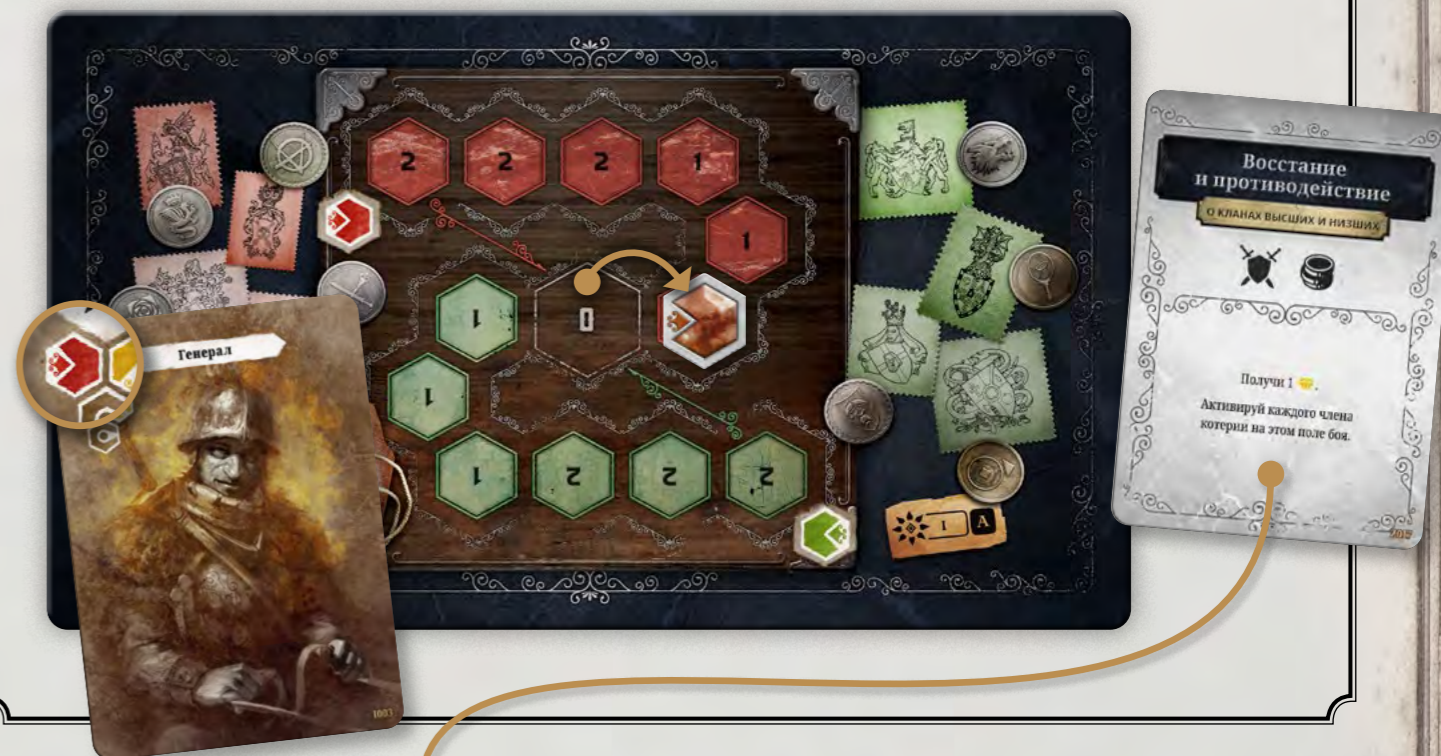 2
2
2
1
1
1
0
1
1
2
2
2
I
A
Генерал
1003
Восстание
и противодействие
О КЛАНАХ ВЫСШИХ И НИЗШИХ
Получи 1 .
Активируй каждого члена
котерии на этом поле боя.
2017